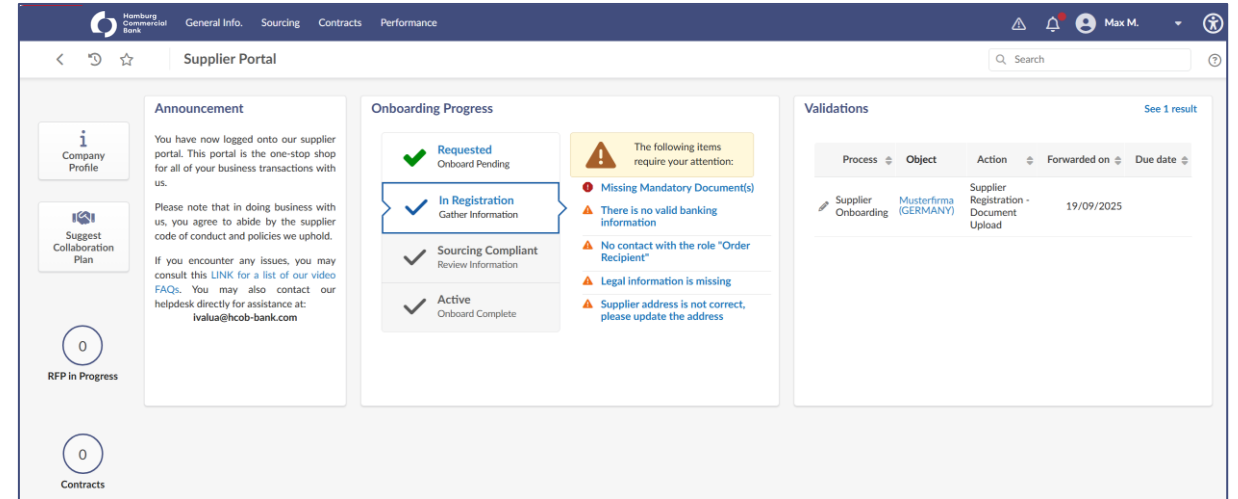 Hamburg
Commercial
Bank
General Info. Sourcing Contracts Performance
Max M.
Supplier Portal
Search
Company
Profile
Suggest
Collaboration
Plan
0
RFP in Progress
0
Contracts
Announcement
You have now logged onto our supplier
portal. This portal is the one-stop shop
for all of your business transactions with
us.
Please note that in doing business with
us, you agree to abide by the supplier
code of conduct and policies we uphold.
If you encounter any issues, you may
consult this LINK for a list of our video
FAQs. You may also contact our
helpdesk directly for assistance at:
ivalua@hcob-bank.com
Onboarding Progress
Requested
Onboard Pending
In Registration
Gather Information
Sourcing Compliant
Review Information
Active
Onboard Complete
The following items
require your attention:
Missing Mandatory Document(s)
There is no valid banking
information
No contact with the role "Order
Recipient"
Legal information is missing
Supplier address is not correct,
please update the address
Validations
See 1 result
Process Object Action Forwarded on Due date
Supplier
Onboarding
Musterfirma
(GERMANY)
Supplier
Registration -
Document
Upload
19/09/2025